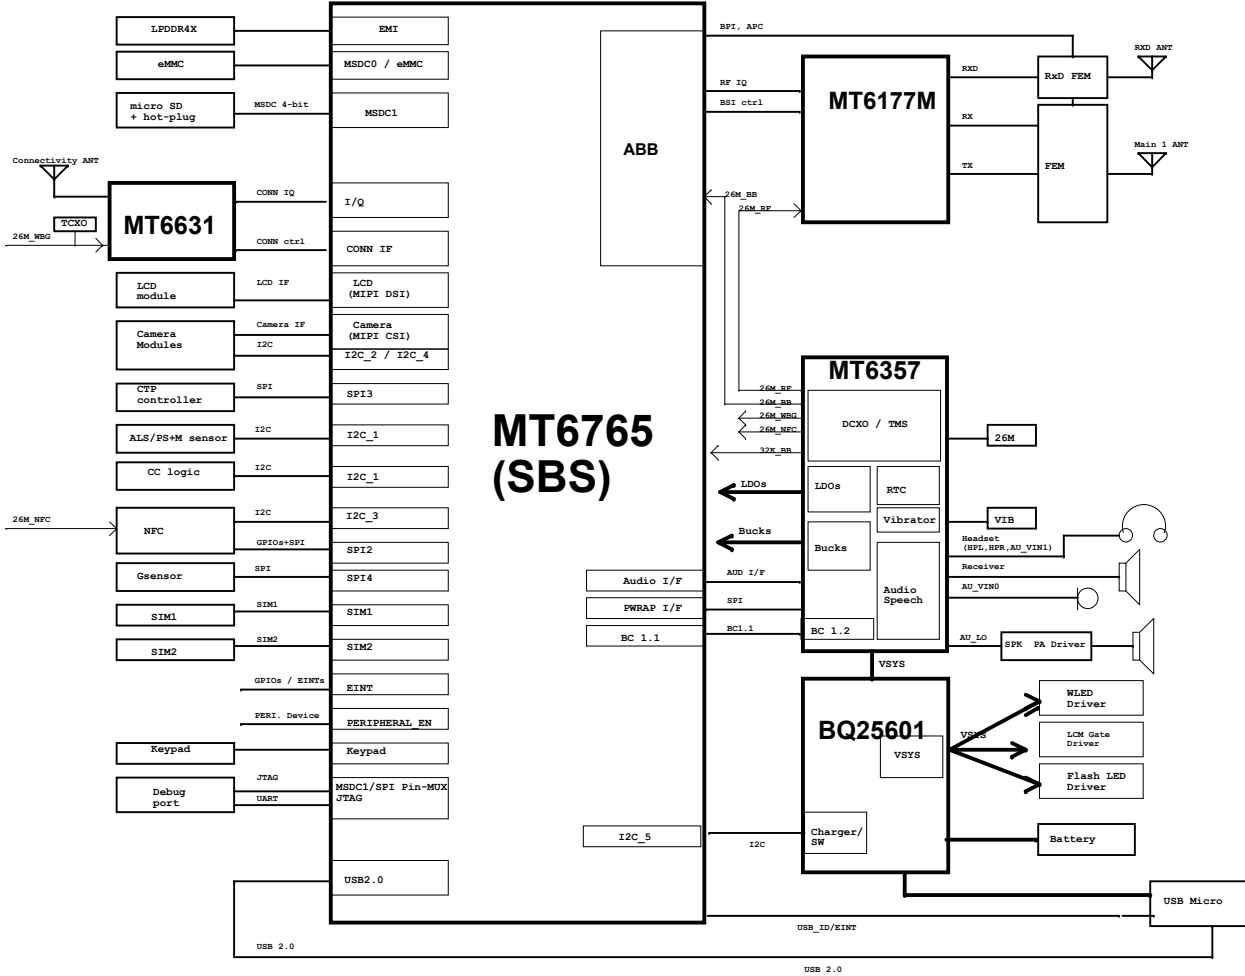 LPDDR4X
EMI
eMMC
MSDC0 / eMMC
micro SD
+ hot-plug
MSDC 4-bit
MSDC1
Connectivity ANT
MT6631
CONN IQ
I/Q
TCXO
26M_WBG
CONN ctrl
CONN IF
LCD
module
LCD IF
LCD
(MIPI DSI)
Camera
Modules
Camera IF
I2C
Camera
(MIPI CSI)
I2C_2 / I2C_4
CTP
controller
SPI
SPI3
ALS/PS+M sensor
I2C
I2C_1
CC logic
I2C
I2C_1
26M_NFC
NFC
I2C
I2C_3
GPIOs+SPI
SPI2
Gsensor
SPI
SPI4
SIM1
SIM1
SIM1
SIM2
SIM2
SIM2
GPIOs / EINTs
EINT
PERI. Device
PERIPHERAL_EN
Keypad
Keypad
Debug
port
JTAG
UART
MSDC1/SPI Pin-MUX
JTAG
USB2.0
USB 2.0
MT6765
(SBS)
ABB
BPI, APC
RF IQ
BSI ctrl
MT6177M
RXD
RX
TX
RxD FEM
FEM
RXD ANT
Main 1 ANT
26M_BB
26M_RF
MT6357
26M_RF
26M_BB
26M_WBG
26M_NFC
32K_BB
DCXO / TMS
26M
LDOs
LDOs
RTC
Vibrator
VIB
Bucks
Bucks
Headset
(HPL,HPR,AU_VIN1)
Receiver
AU_VIN0
Audio
Speech
Audio I/F
AUD I/F
PWRAP I/F
SPI
BC 1.1
BC1.1
BC 1.2
AU_LO
SPK PA Driver
VSYS
BQ25601
VSYS
VSYS
WLED
Driver
LCM Gate
Driver
Flash LED
Driver
I2C_5
I2C
Charger/
SW
Battery
USB Micro
USB_ID/EINT
USB 2.0